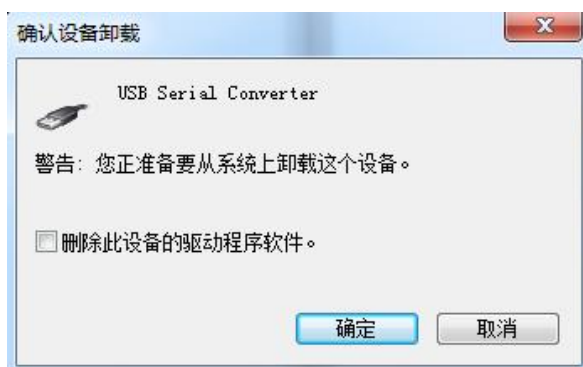 确认设备卸载
USB Serial Converter
警告: 您正准备要从系统上卸载这个设备。
删除此设备的驱动程序软件。
确定
取消